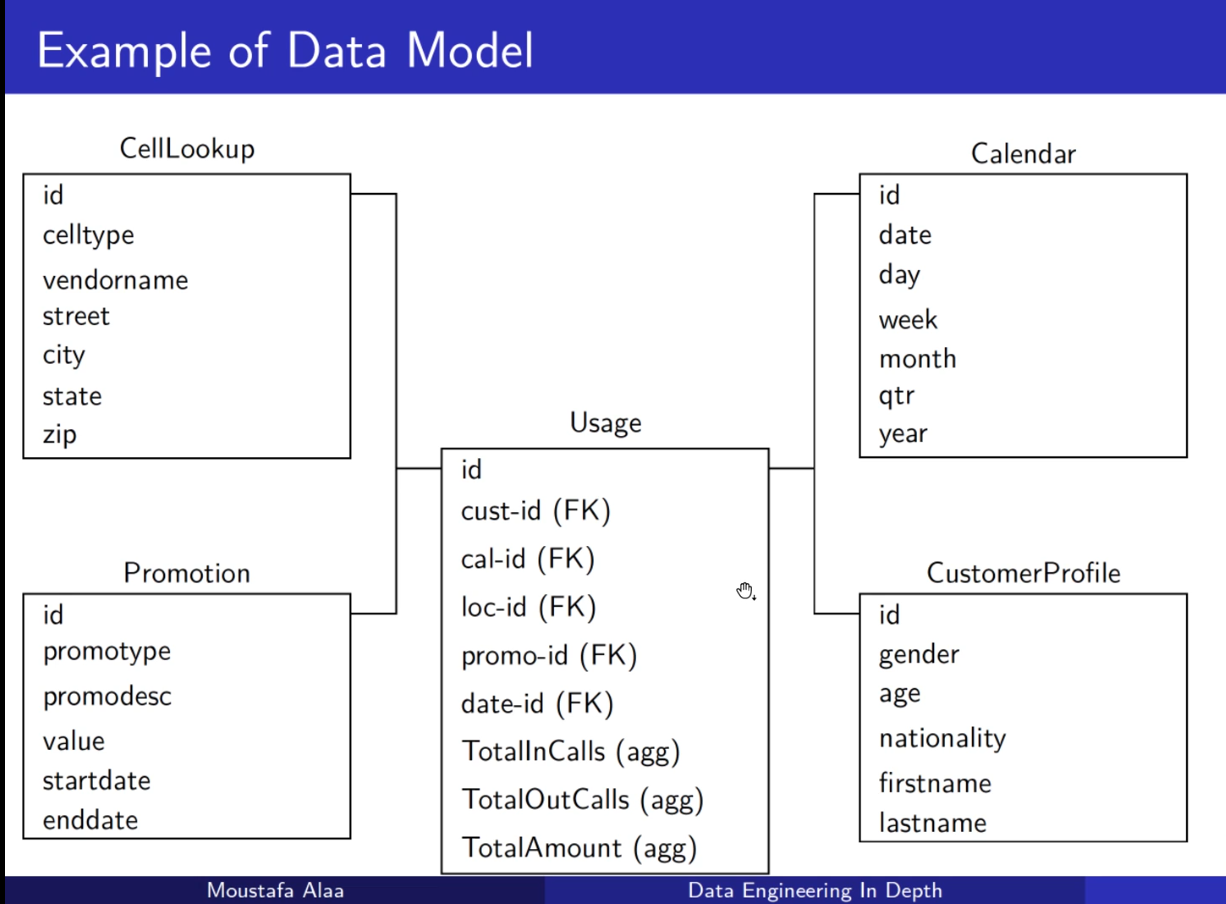 Example of Data Model
CellLookup
id
celltype
vendorname
street
city
state
zip
Promotion
id
promotype
promodesc
value
startdate
enddate
Usage
id
cust-id (FK)
cal-id (FK)
loc-id (FK)
promo-id (FK)
date-id (FK)
TotalInCalls (agg)
TotalOutCalls (agg)
TotalAmount (agg)
Calendar
id
date
day
week
month
qtr
year
CustomerProfile
id
gender
age
nationality
firstname
lastname
Moustafa Alaa
Data Engineering In Depth